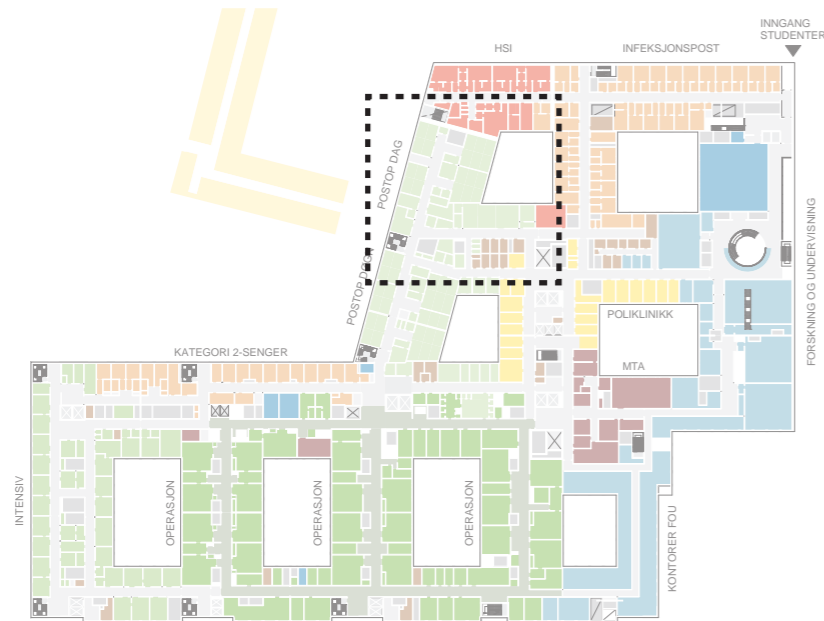 INNGANG
STUDENTER
HSI
INFEKSJONSPOST
POSTOP DAG
POSTOP DØGN
FORSKNING OG UNDERVISNING
POLIKLINIKK
KATEGORI 2-SENGER
MTA
INTENSIV
OPERASJON
OPERASJON
OPERASJON
KONTORER FOU